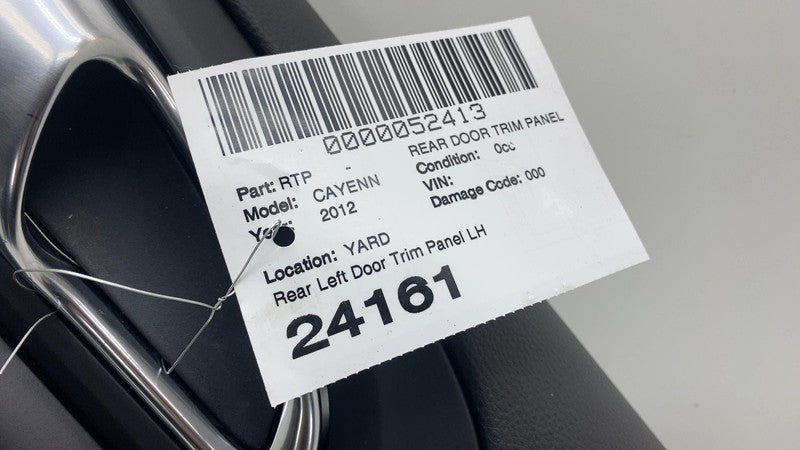 0000052413
Part: RTP - REAR DOOR TRIM PANEL
Model: CAYENN Condition:
2012 VIN:
Damage Code: 000
Location: YARD
Rear Left Door Trim Panel LH
24161